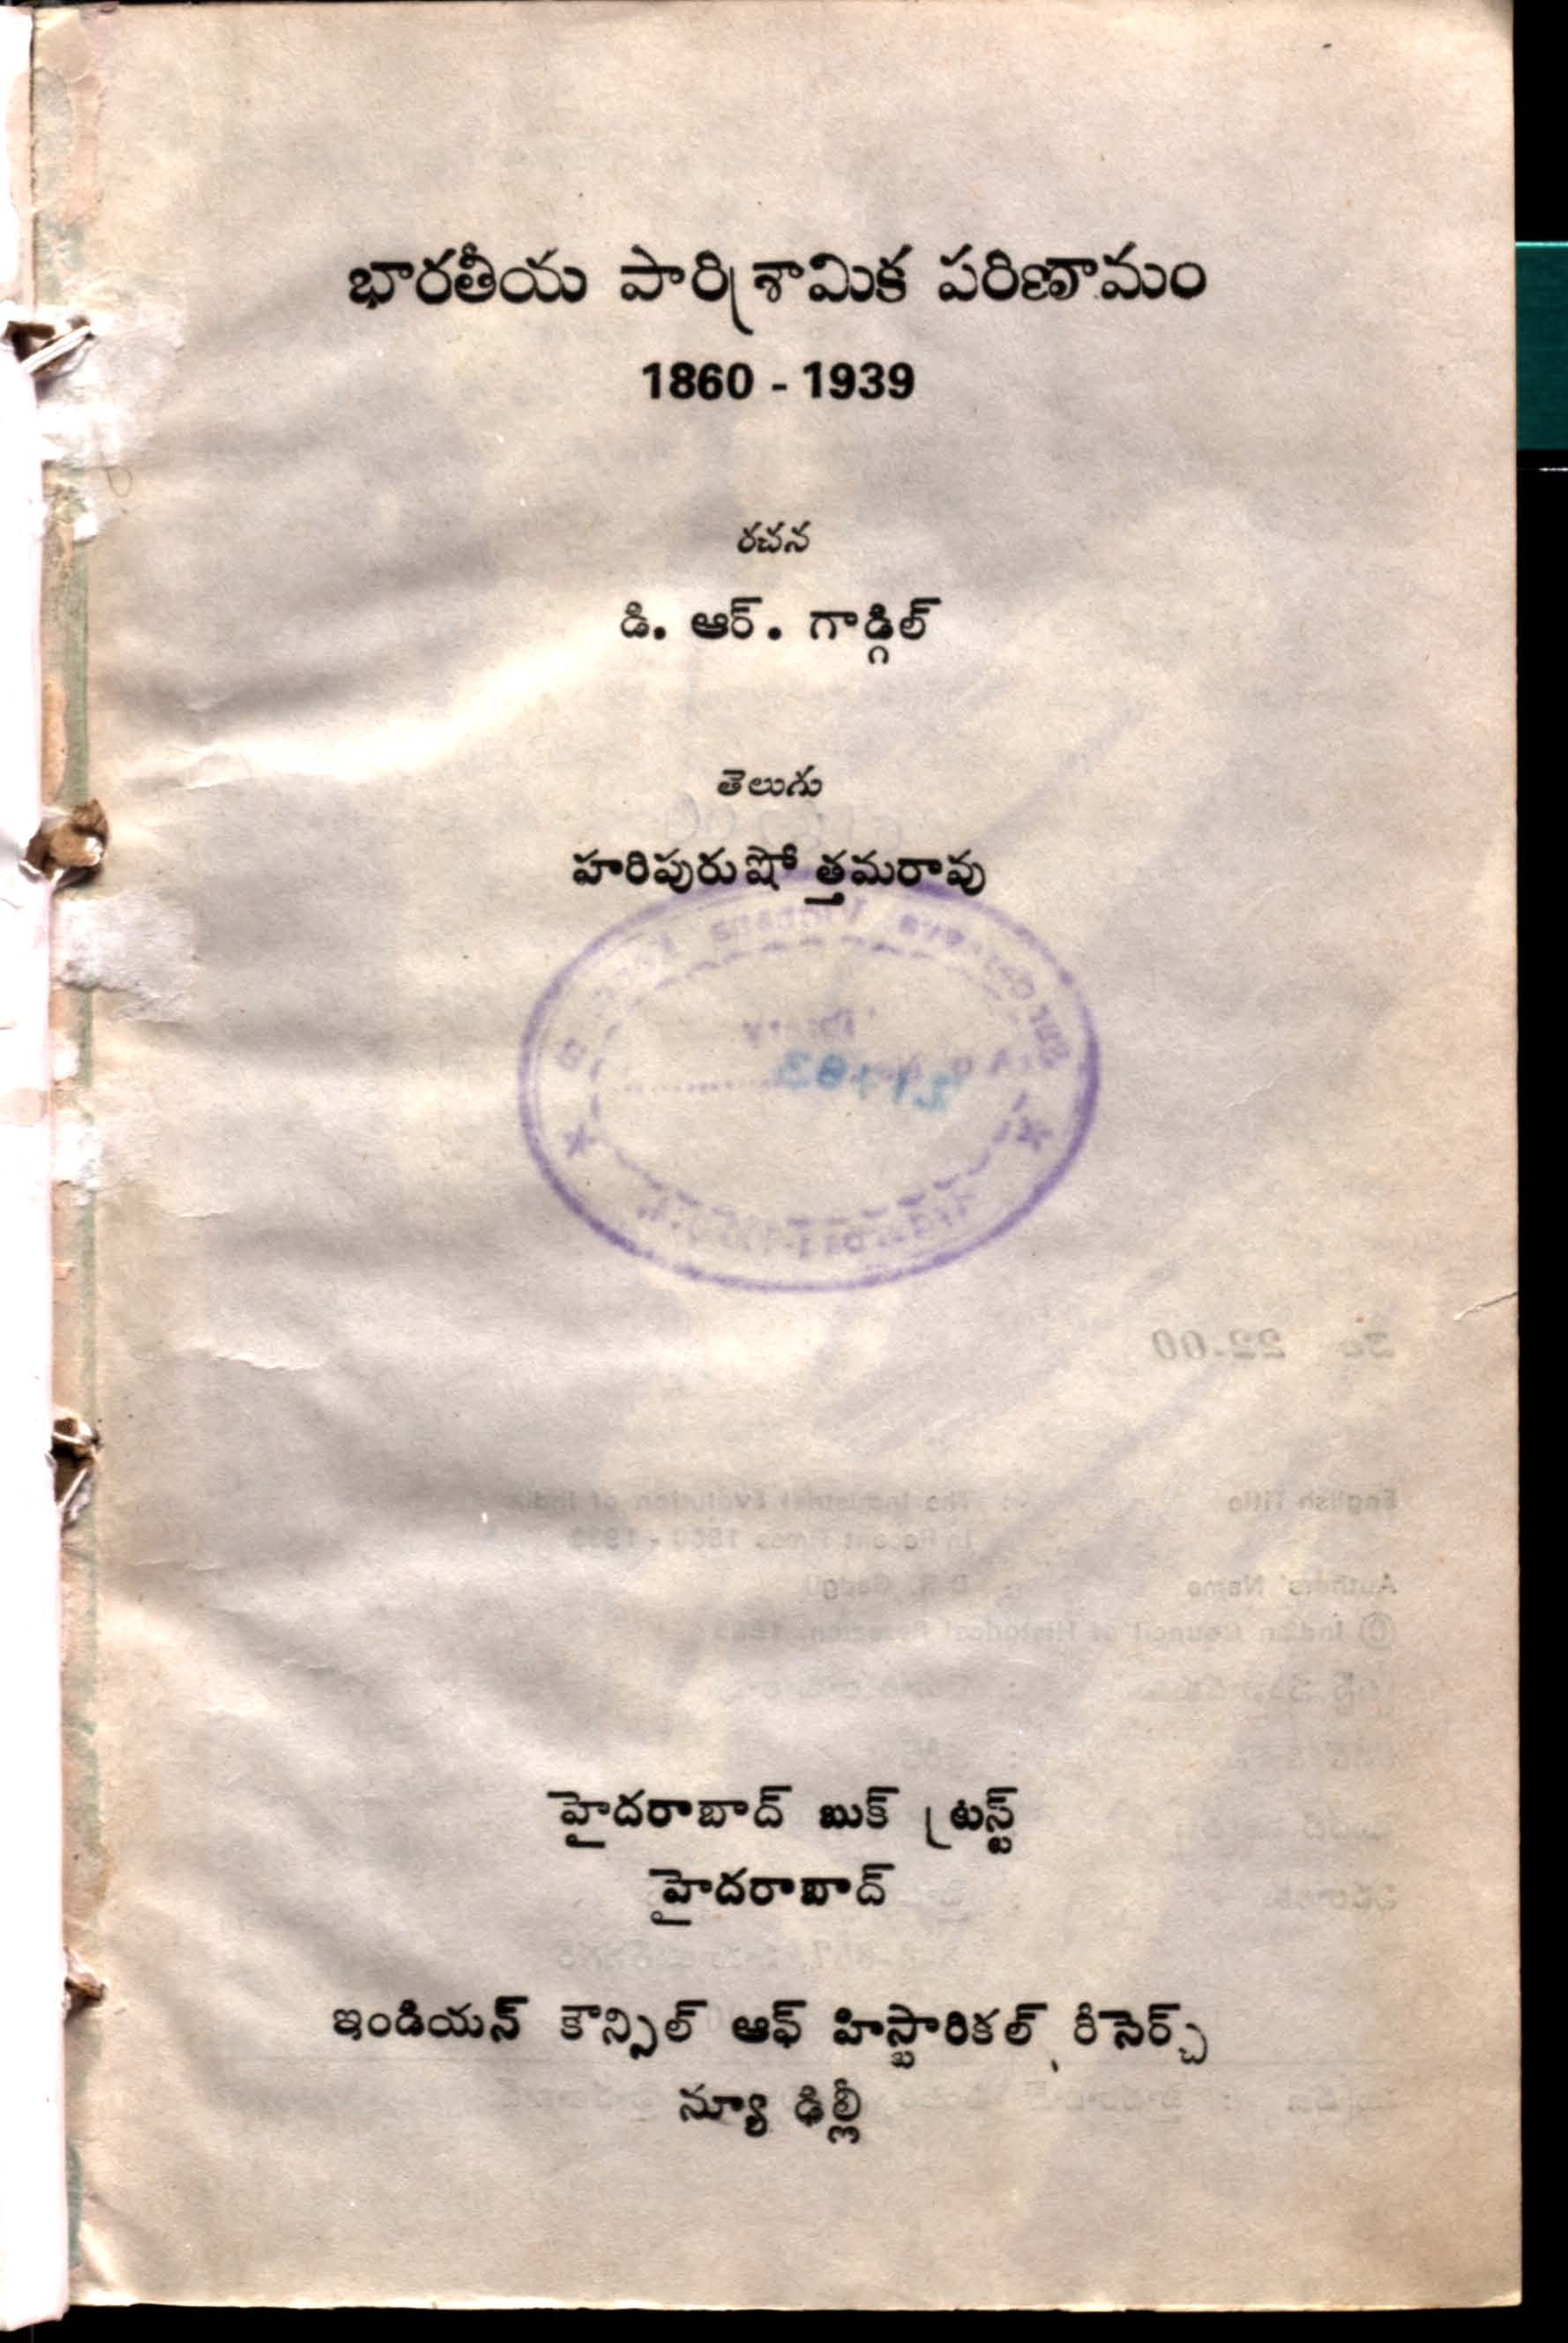 భారతీయ పారిశ్రామిక పరిణామం
1860 - 1939
రచన
డి. ఆర్. గాడ్గిల్
తెలుగు
హరిపురుషోత్తమరావు
హైదరాబాద్ బుక్ ట్రస్ట్
హైదరాబాద్
ఇండియన్ కౌన్సిల్ ఆఫ్ హిస్టారికల్ రీసెర్చ్
న్యూ ఢిల్లీ